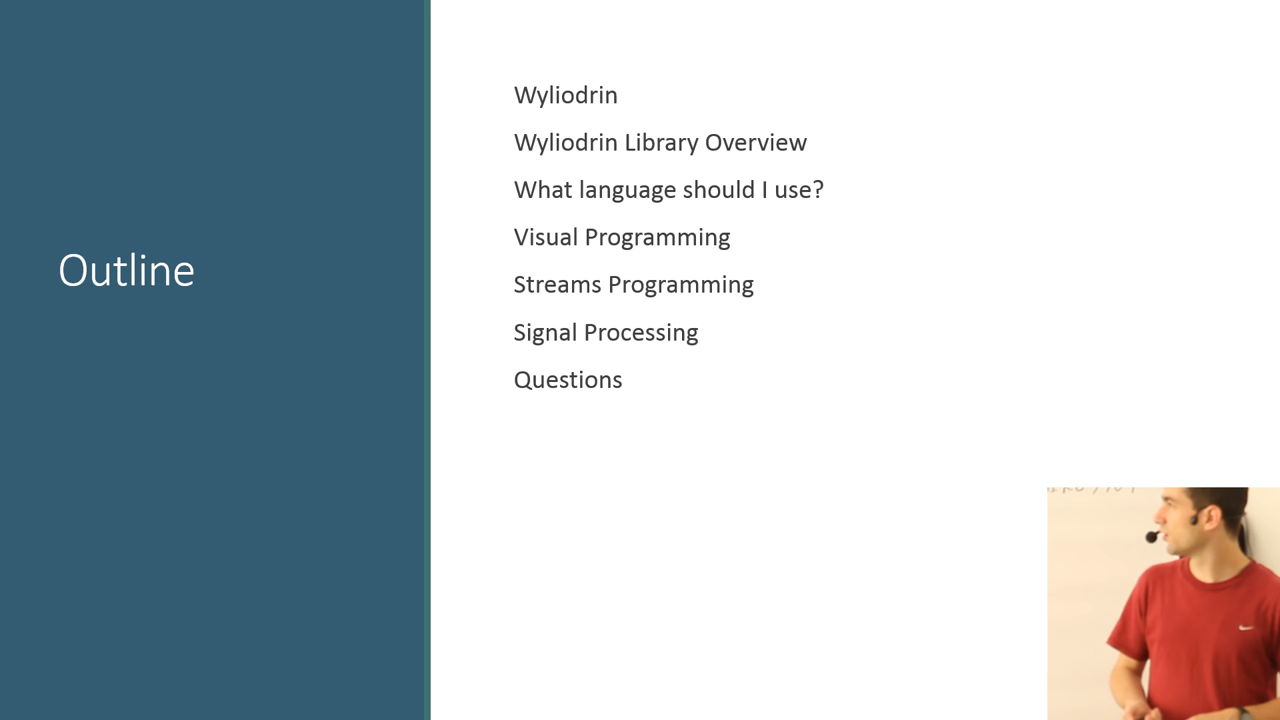 Outline
Wyliodrin
Wyliodrin Library Overview
What language should I use?
Visual Programming
Streams Programming
Signal Processing
Questions